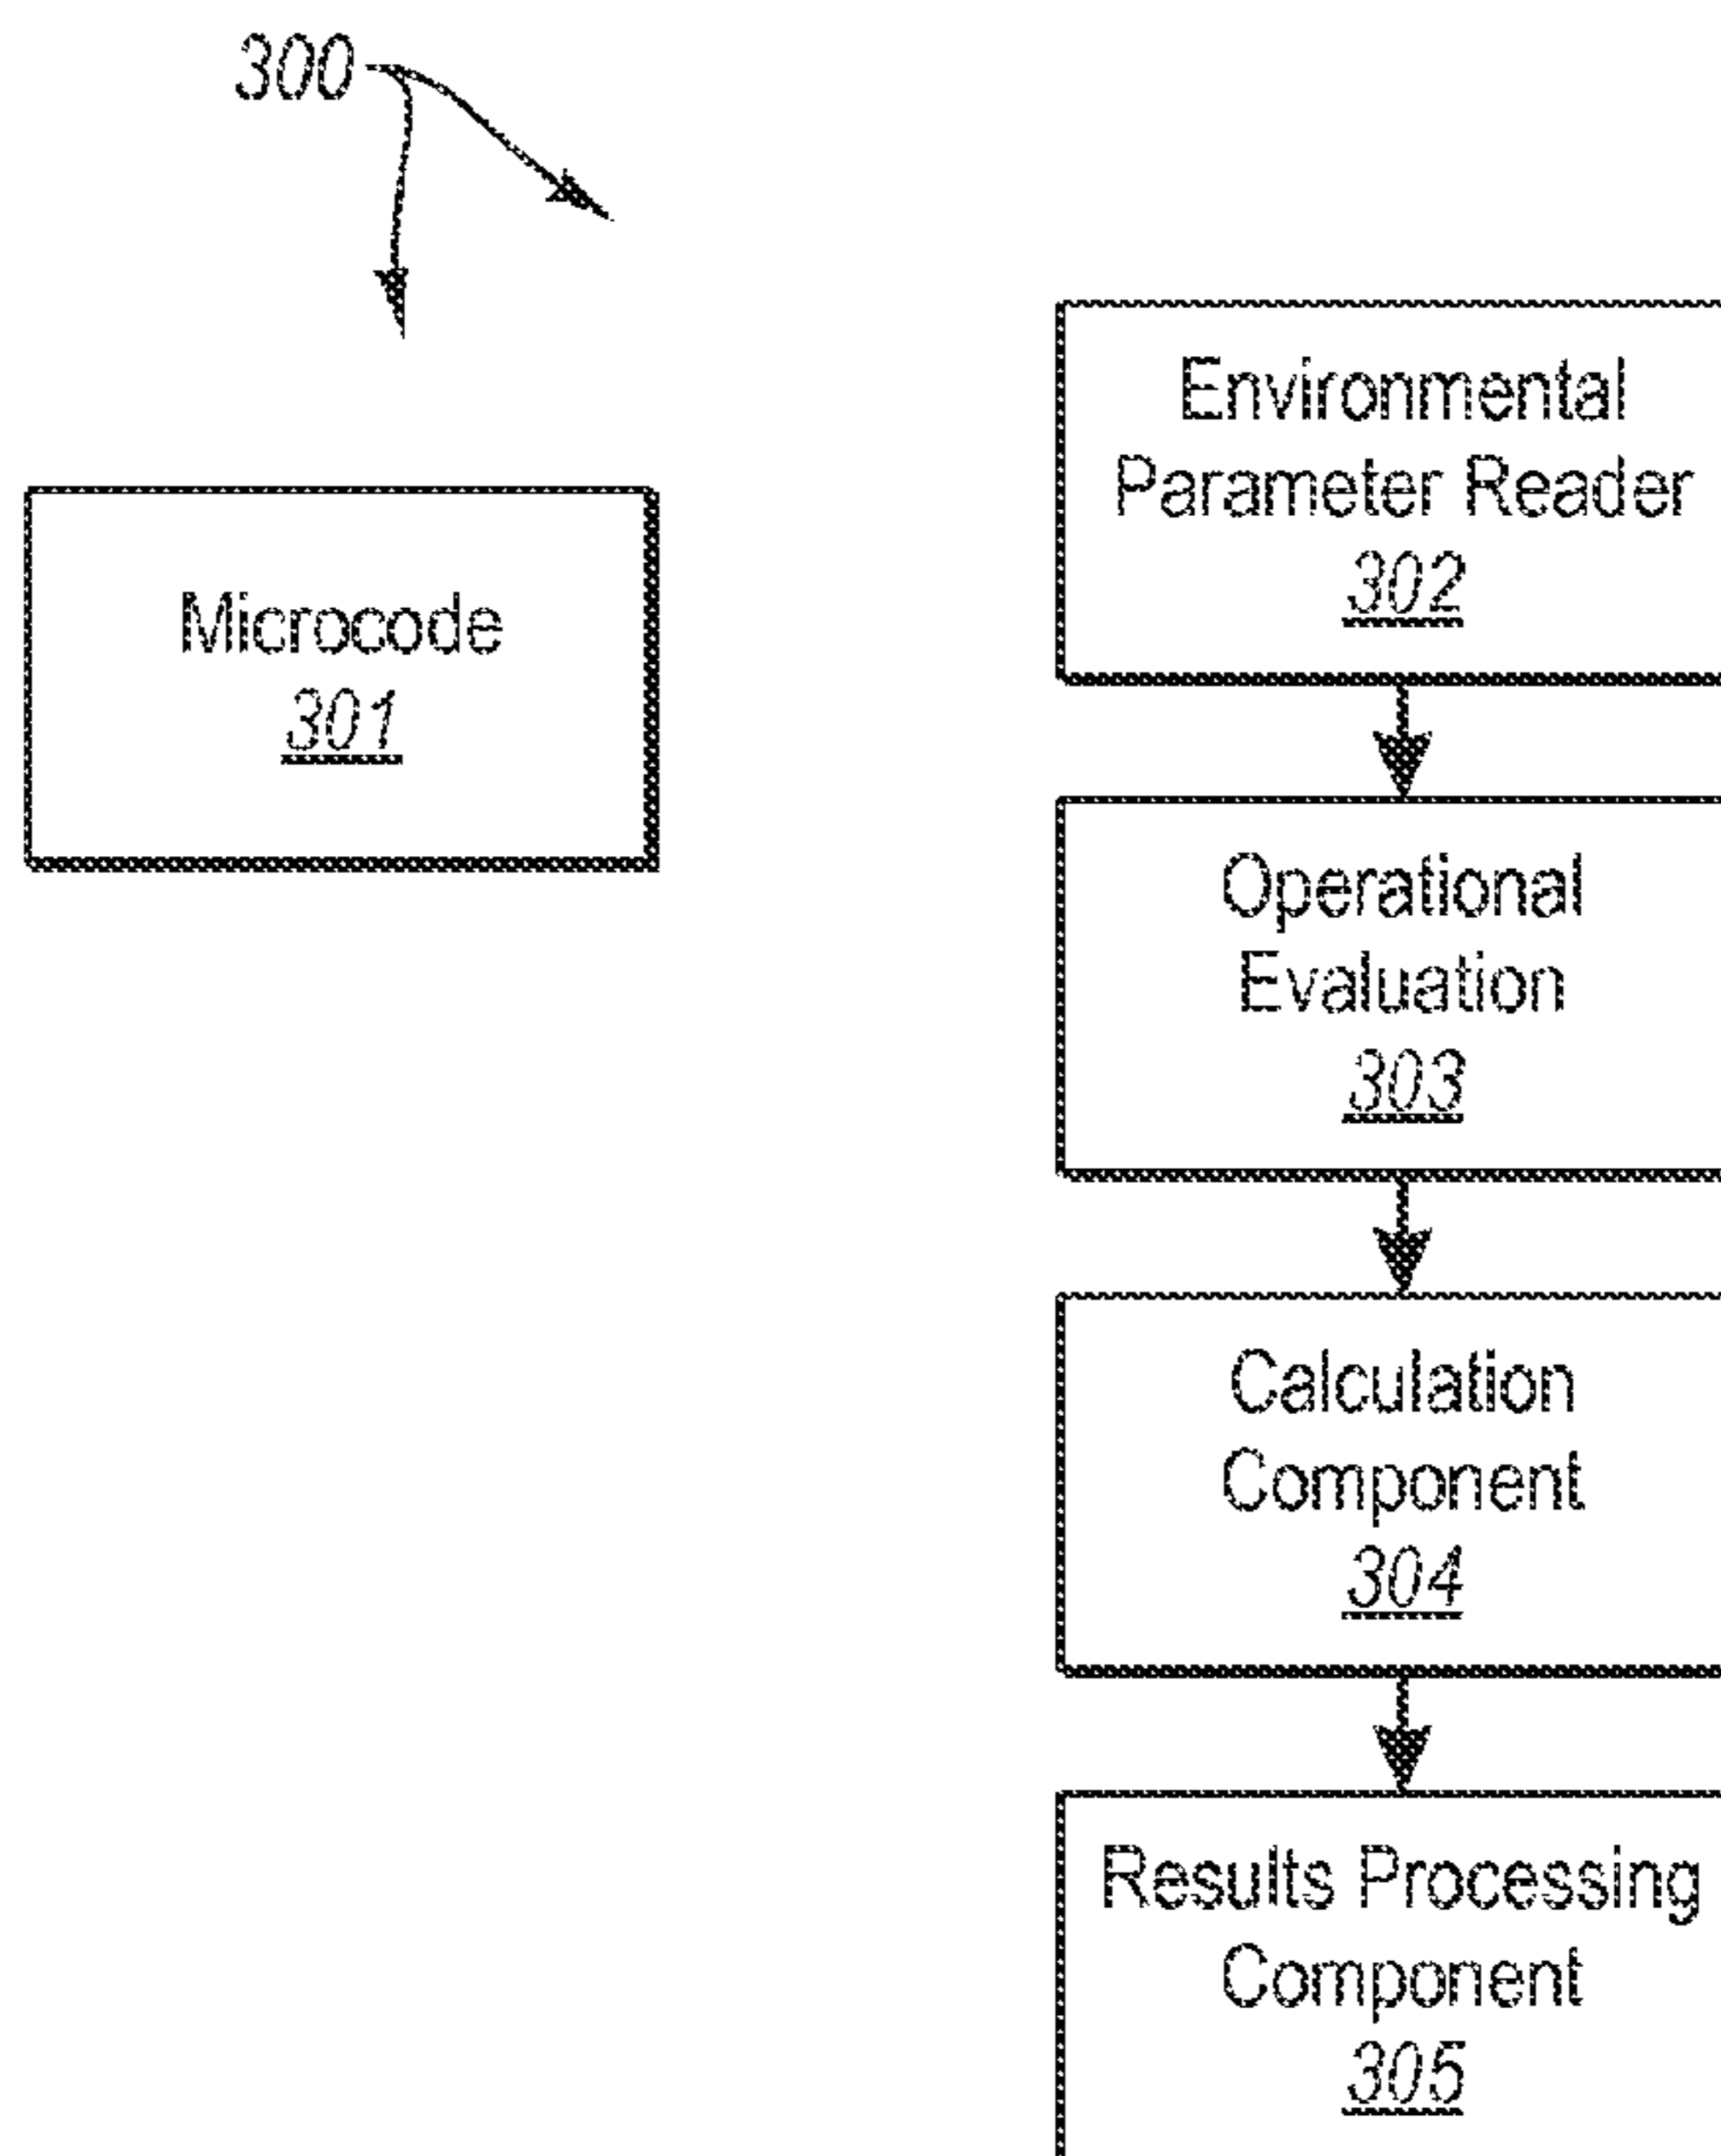 300
Microcode
301
Environmental
Parameter Reader
302
Operational
Evaluation
303
Calculation
Component
304
Results Processing
Component
305